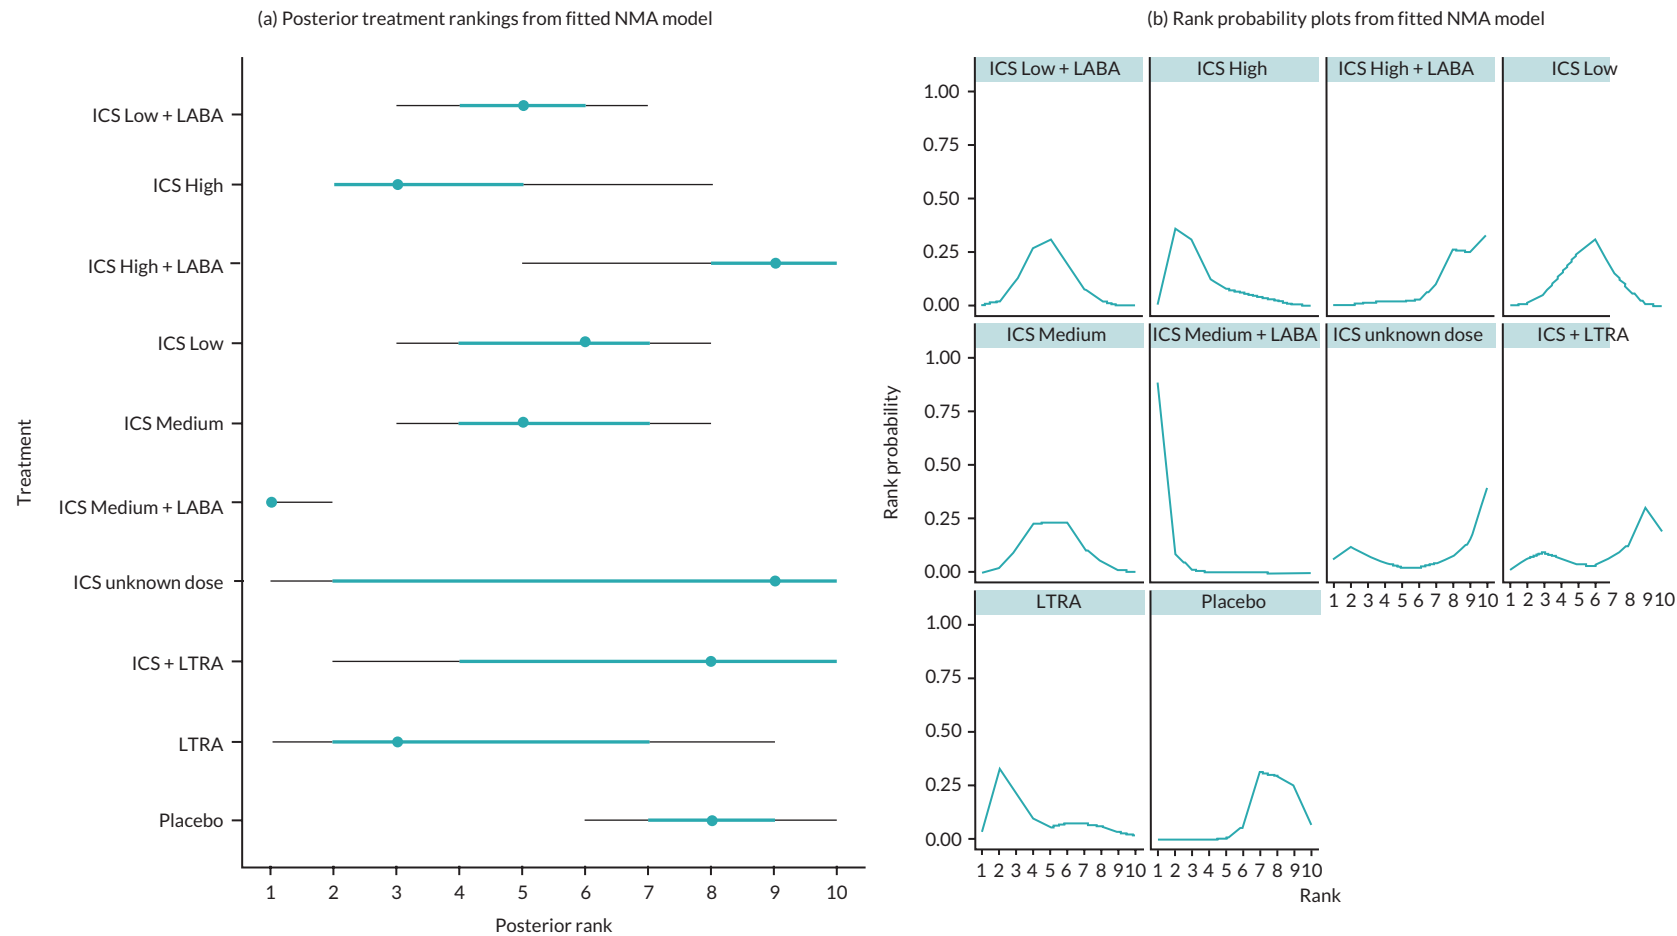 (a) Posterior treatment rankings from fitted NMA model
Treatment
ICS Low + LABA
ICS High
ICS High + LABA
ICS Low
ICS Medium
ICS Medium + LABA
ICS unknown dose
ICS + LTRA
LTRA
Placebo
1 2 3 4 5 6 7 8 9 10
Posterior rank
(b) Rank probability plots from fitted NMA model
Rank probability
ICS Low + LABA ICS High ICS High + LABA ICS Low
1.00
0.75
0.50
0.25
0.00
ICS Medium ICS Medium + LABA ICS unknown dose ICS + LTRA
1.00
0.75
0.50
0.25
0.00
1 2 3 4 5 6 7 8 9 10 1 2 3 4 5 6 7 8 9 10
LTRA Placebo
1.00
0.75
0.50
0.25
0.00
1 2 3 4 5 6 7 8 9 10 1 2 3 4 5 6 7 8 9 10
Rank